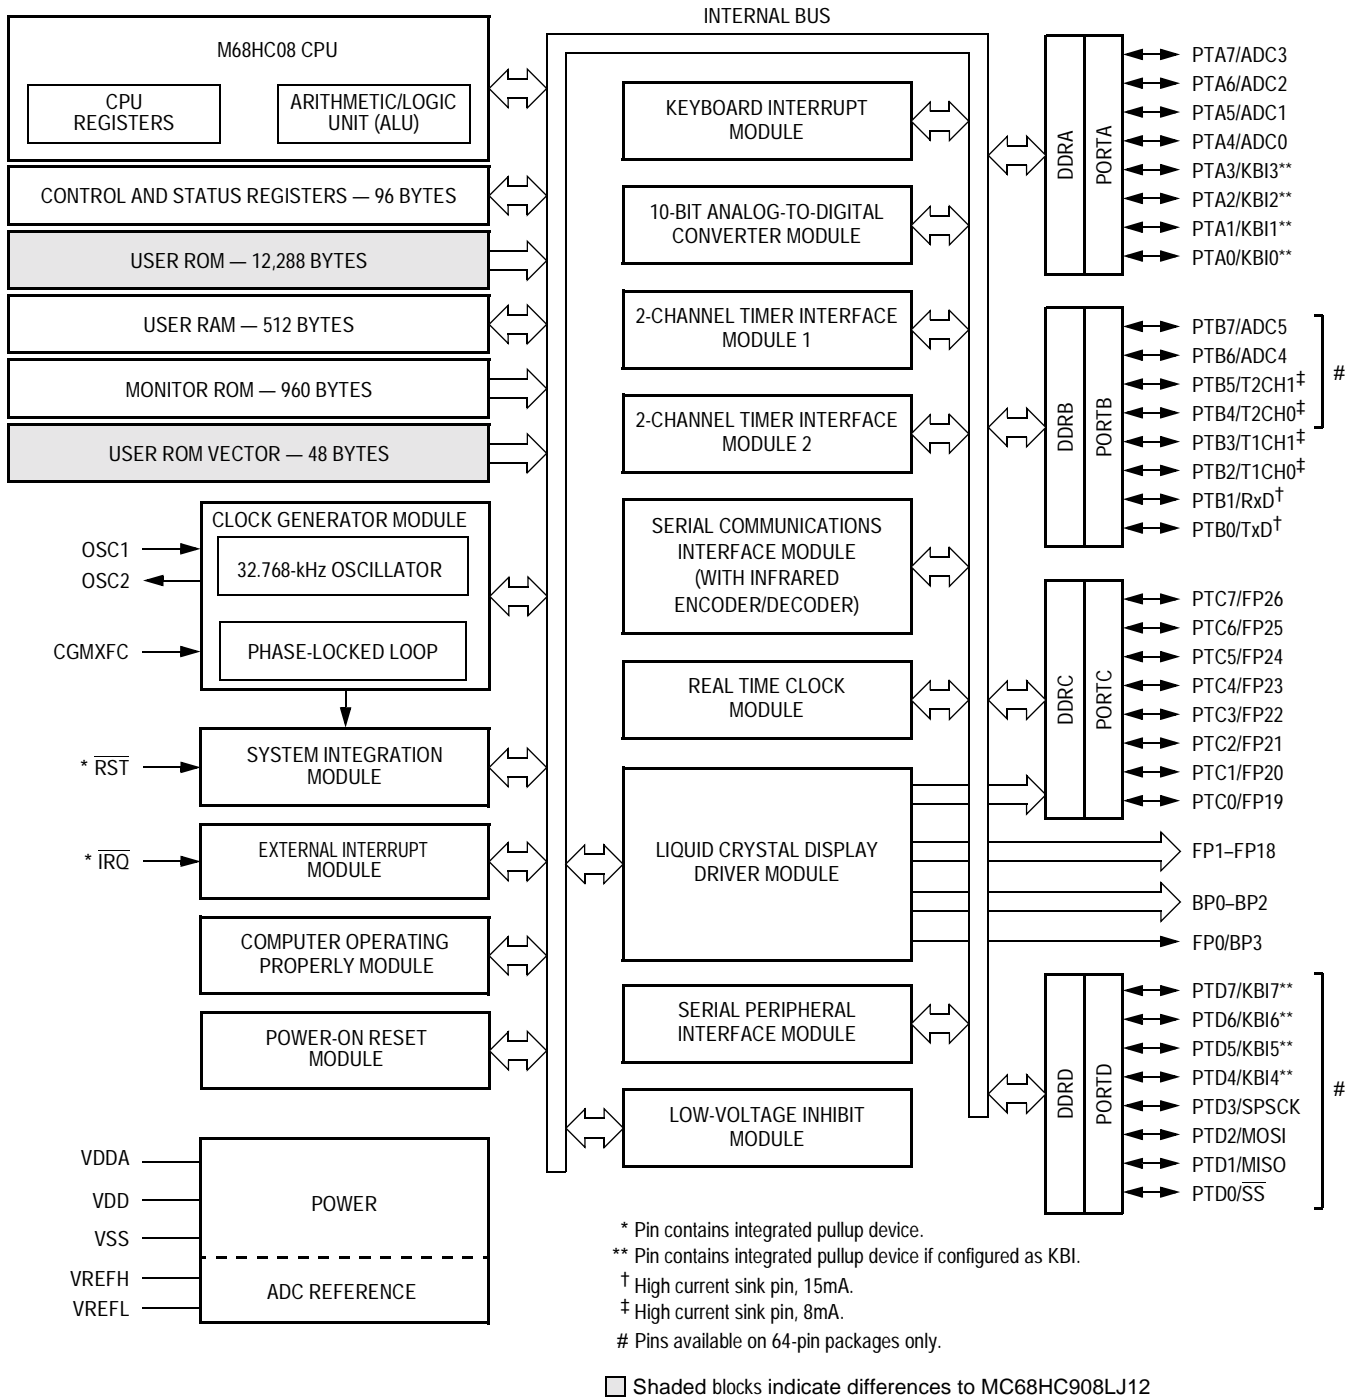 INTERNAL BUS
M68HC08 CPU
CPU
REGISTERS
ARITHMETIC/LOGIC
UNIT (ALU)
CONTROL AND STATUS REGISTERS — 96 BYTES
USER ROM — 12,288 BYTES
USER RAM — 512 BYTES
MONITOR ROM — 960 BYTES
USER ROM VECTOR — 48 BYTES
CLOCK GENERATOR MODULE
32.768-kHz OSCILLATOR
PHASE-LOCKED LOOP
OSC1
OSC2
CGMXFC
SYSTEM INTEGRATION
MODULE
* RST
EXTERNAL INTERRUPT
MODULE
* IRQ
COMPUTER OPERATING
PROPERLY MODULE
POWER-ON RESET
MODULE
VDDA
VDD
VSS
VREFH
VREFL
POWER
ADC REFERENCE
KEYBOARD INTERRUPT
MODULE
10-BIT ANALOG-TO-DIGITAL
CONVERTER MODULE
2-CHANNEL TIMER INTERFACE
MODULE 1
2-CHANNEL TIMER INTERFACE
MODULE 2
SERIAL COMMUNICATIONS
INTERFACE MODULE
(WITH INFRARED
ENCODER/DECODER)
REAL TIME CLOCK
MODULE
LIQUID CRYSTAL DISPLAY
DRIVER MODULE
SERIAL PERIPHERAL
INTERFACE MODULE
LOW-VOLTAGE INHIBIT
MODULE
DDRA
PORTA
PTA7/ADC3
PTA6/ADC2
PTA5/ADC1
PTA4/ADC0
PTA3/KBI3**
PTA2/KBI2**
PTA1/KBI1**
PTA0/KBI0**
DDRB
PORTB
PTB7/ADC5
PTB6/ADC4
PTB5/T2CH1‡
PTB4/T2CH0‡
PTB3/T1CH1‡
PTB2/T1CH0‡
PTB1/RxD†
PTB0/TxD†
#
DDRC
PORTC
PTC7/FP26
PTC6/FP25
PTC5/FP24
PTC4/FP23
PTC3/FP22
PTC2/FP21
PTC1/FP20
PTC0/FP19
FP1–FP18
BP0–BP2
FP0/BP3
DDRD
PORTD
PTD7/KBI7**
PTD6/KBI6**
PTD5/KBI5**
PTD4/KBI4**
PTD3/SPSCK
PTD2/MOSI
PTD1/MISO
PTD0/SS
#
* Pin contains integrated pullup device.
** Pin contains integrated pullup device if configured as KBI.
† High current sink pin, 15mA.
‡ High current sink pin, 8mA.
# Pins available on 64-pin packages only.
Shaded blocks indicate differences to MC68HC908LJ12